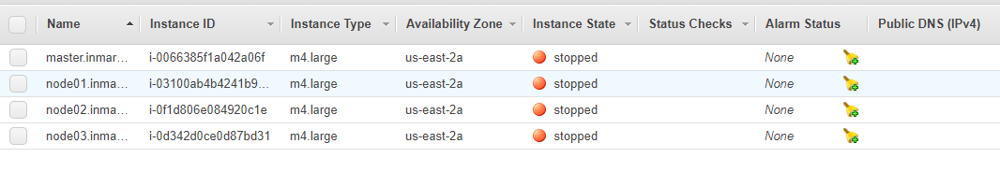 Name Instance ID Instance Type Availability Zone Instance State Status Checks Alarm Status Public DNS (IPv4)
master.inmar… i-0066385f1a042a06f m4.large us-east-2a stopped None
node01.inma… i-03100ab4b4241b9… m4.large us-east-2a stopped None
node02.inma… i-0f1d806e084920c1e m4.large us-east-2a stopped None
node03.inma… i-0d342d0ce0d87bd31 m4.large us-east-2a stopped None